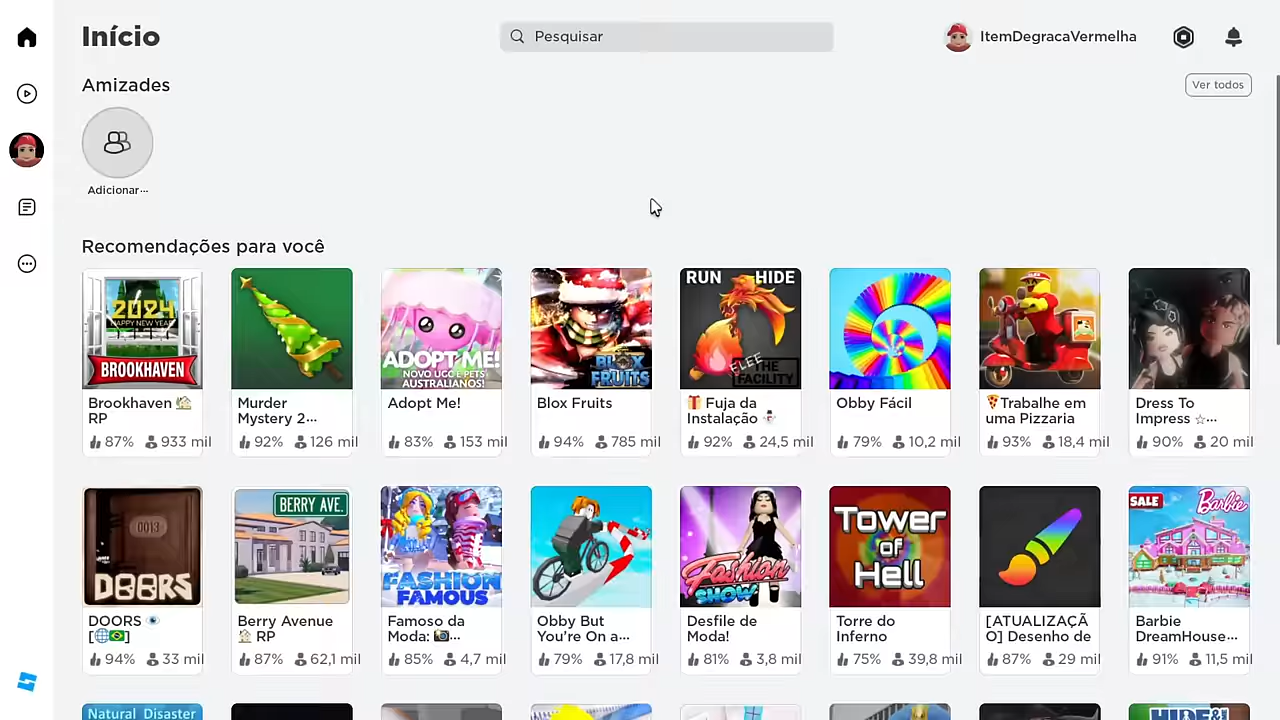 Início
Pesquisar
ItemDegracaVermelha
Amizades
Ver todos
Adicionar...
Recomendações para você
2024
HAPPY NEW YEAR
BROOKHAVEN
ADOPT ME!
NOVO UGC E PETS
AUSTRALIANOS!
BLOX
FRUITS
RUN HIDE
FLEE
THE
FACILITY
Brookhaven 🏡
RP
Murder
Mystery 2...
Adopt Me!
Blox Fruits
🎁 Fuja da
Instalação ⛄
Obby Fácil
🍕Trabalhe em
uma Pizzaria
Dress To
Impress ☆...
87% 933 mil
92% 126 mil
83% 153 mil
94% 785 mil
92% 24,5 mil
79% 10,2 mil
93% 18,4 mil
90% 20 mil
0013
DOORS
BERRY AVE.
FASHION
FAMOUS
Fashion
SHOW
Tower
of
Hell
SALE
Barbie
DOORS 👁️
[🌐🇧🇷]
Berry Avenue
🏠 RP
Famoso da
Moda: 📸...
Obby But
You're On a...
Desfile de
Moda!
Torre do
Inferno
[ATUALIZAÇÃ
O] Desenho de
Barbie
DreamHouse...
94% 33 mil
87% 62,1 mil
85% 4,7 mil
79% 17,8 mil
81% 3,8 mil
75% 39,8 mil
87% 29 mil
91% 11,5 mil
Natural Disaster
HIDE&